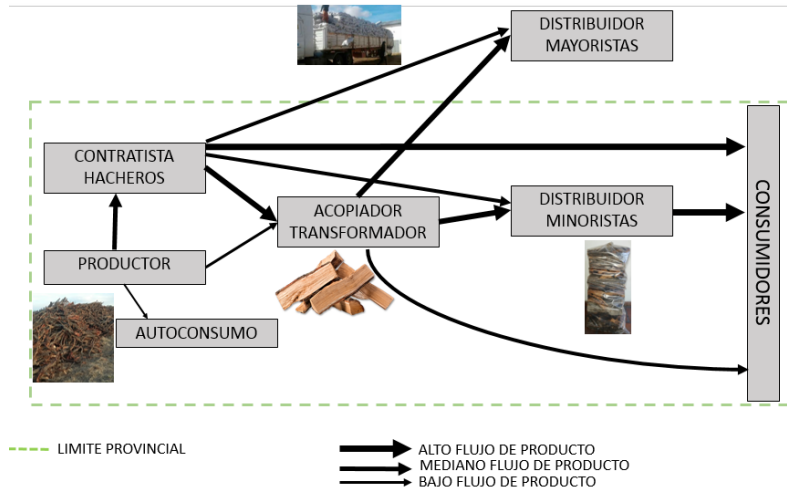 DISTRIBUIDOR
MAYORISTAS
CONTRATISTA
HACHEROS
ACOPIADOR
TRANSFORMADOR
DISTRIBUIDOR
MINORISTAS
PRODUCTOR
AUTOCONSUMO
CONSUMIDORES
LIMITE PROVINCIAL
ALTO FLUJO DE PRODUCTO
MEDIANO FLUJO DE PRODUCTO
BAJO FLUJO DE PRODUCTO